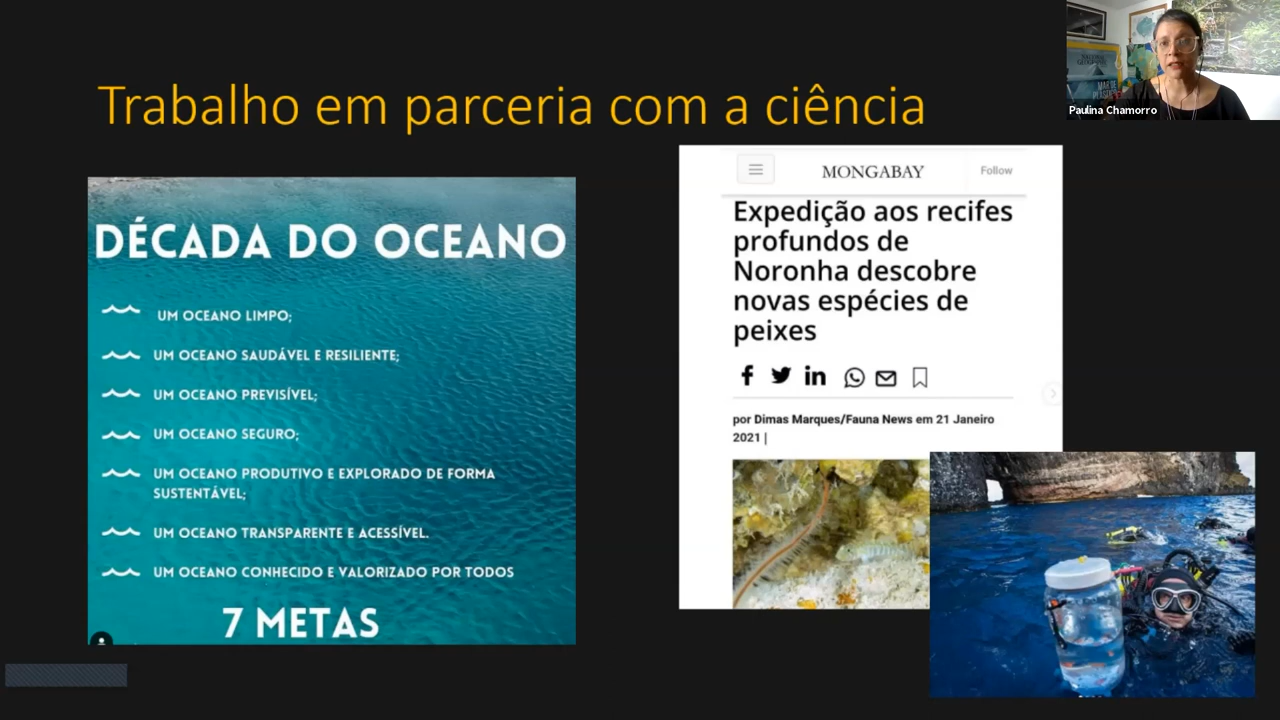 Trabalho em parceria com a ciência
Paulina Chamorro
DÉCADA DO OCEANO
UM OCEANO LIMPO;
UM OCEANO SAUDÁVEL E RESILIENTE;
UM OCEANO PREVISÍVEL;
UM OCEANO SEGURO;
UM OCEANO PRODUTIVO E EXPLORADO DE FORMA
SUSTENTÁVEL;
UM OCEANO TRANSPARENTE E ACESSÍVEL.
UM OCEANO CONHECIDO E VALORIZADO POR TODOS
7 METAS
MONGABAY
Follow
Expedição aos recifes
profundos de
Noronha descobre
novas espécies de
peixes
por Dimas Marques/Fauna News em 21 Janeiro
2021 |